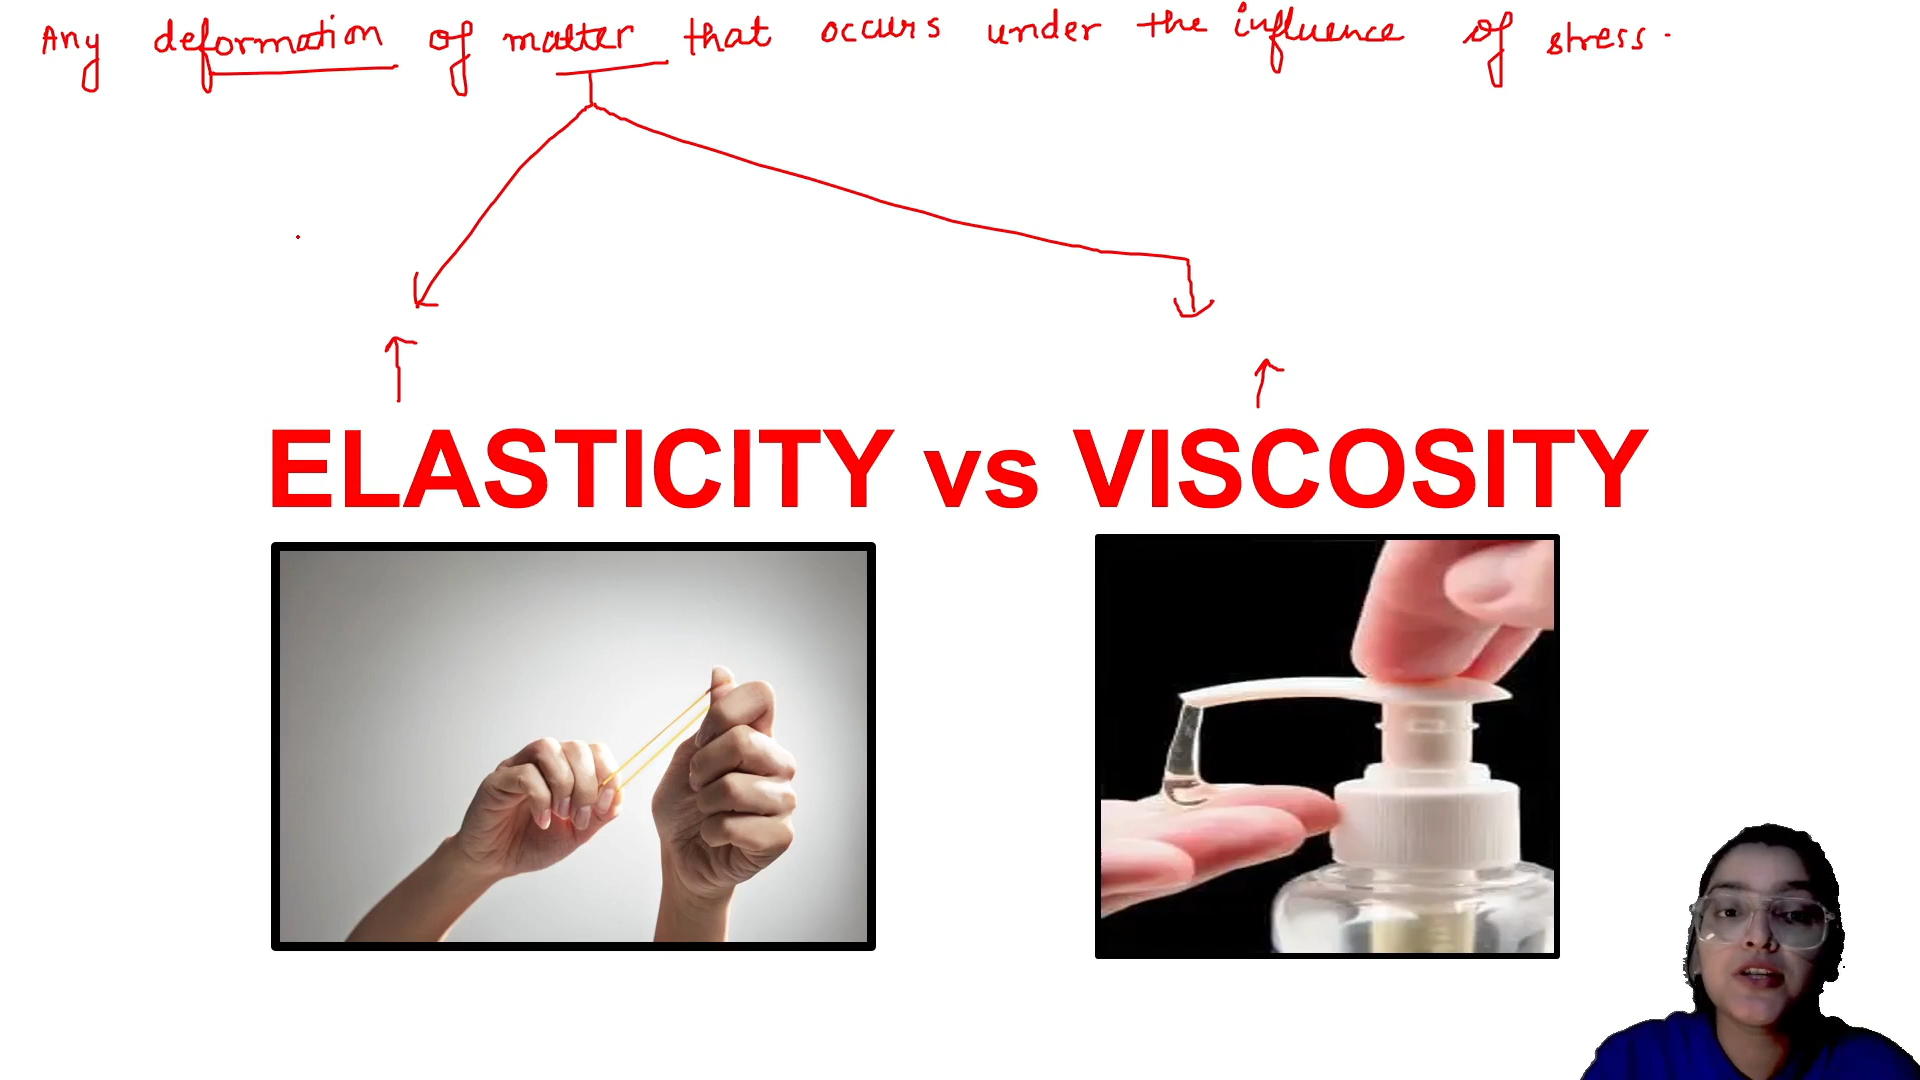 Any deformation of matter that occurs under the influence of stress.
ELASTICITY vs VISCOSITY